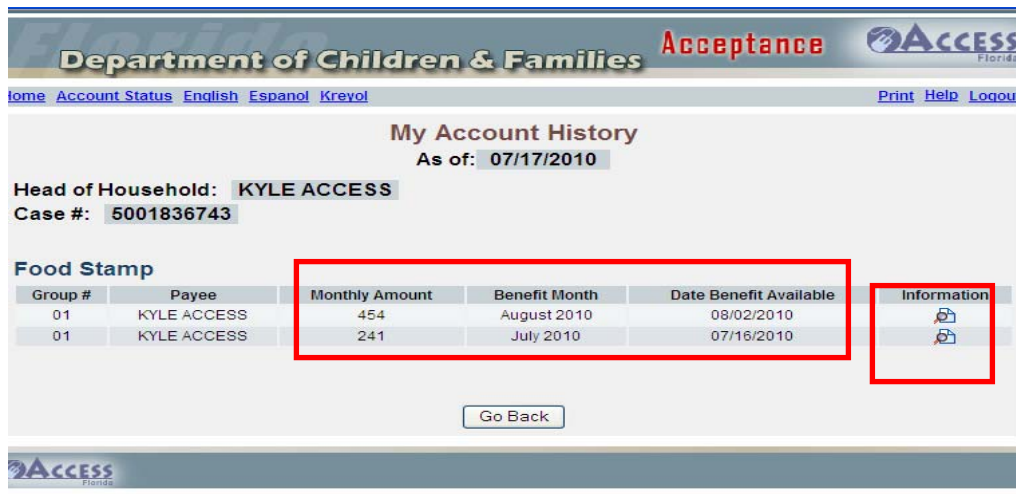 Florida
Department of Children & Families Acceptance ACCESS Florida
Home Account Status English Espanol Kreyol Print Help Logou
My Account History
As of: 07/17/2010
Head of Household: KYLE ACCESS
Case #: 5001836743
Food Stamp
Group # Payee Monthly Amount Benefit Month Date Benefit Available Information
01 KYLE ACCESS 454 August 2010 08/02/2010
01 KYLE ACCESS 241 July 2010 07/16/2010
Go Back
ACCESS Florida